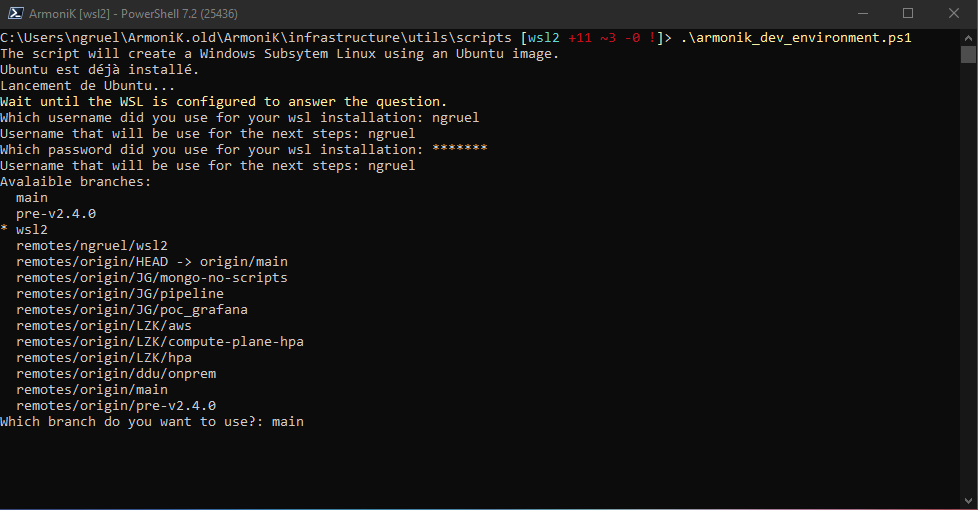 ArmoniK [wsl2] - PowerShell 7.2 (25436)
C:\Users\ngruel\ArmoniK.old\ArmoniK\infrastructure\utils\scripts [wsl2 +11 ~3 -0 !]> .\armonik_dev_environment.ps1
The script will create a Windows Subsytem Linux using an Ubuntu image.
Ubuntu est déjà installé.
Lancement de Ubuntu...
Wait until the WSL is configured to answer the question.
Which username did you use for your wsl installation: ngruel
Username that will be use for the next steps: ngruel
Which password did you use for your wsl installation: *******
Username that will be use for the next steps: ngruel
Avalaible branches:
  main
  pre-v2.4.0
* wsl2
  remotes/ngruel/wsl2
  remotes/origin/HEAD -> origin/main
  remotes/origin/JG/mongo-no-scripts
  remotes/origin/JG/pipeline
  remotes/origin/JG/poc_grafana
  remotes/origin/LZK/aws
  remotes/origin/LZK/compute-plane-hpa
  remotes/origin/LZK/hpa
  remotes/origin/ddu/onprem
  remotes/origin/main
  remotes/origin/pre-v2.4.0
Which branch do you want to use?: main